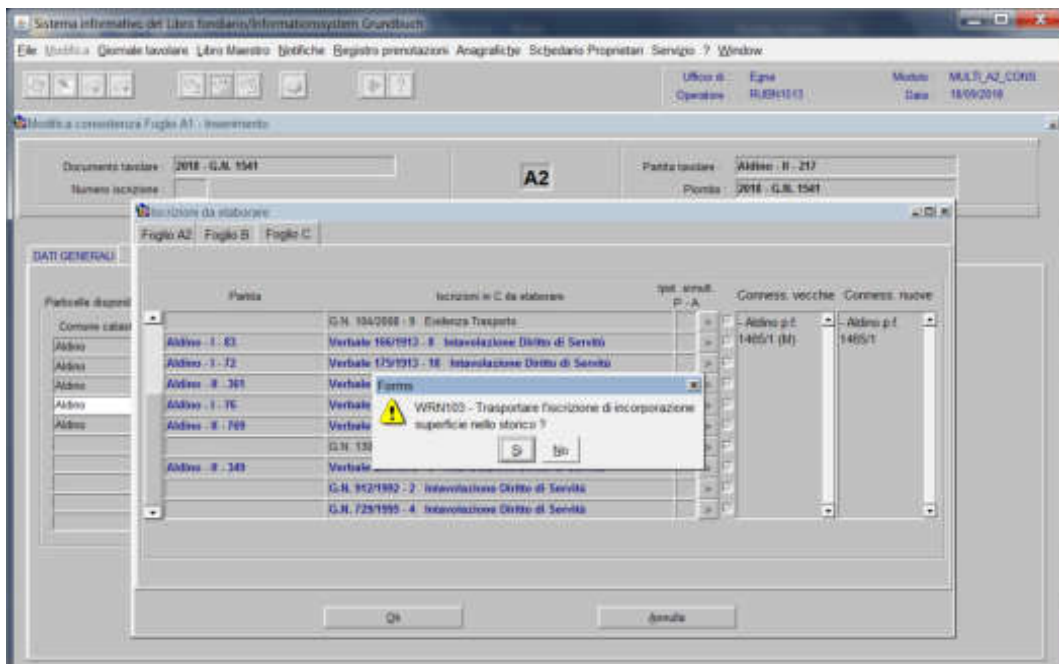 Sistema informativo del Libro fondiario/Informationssystem Grundbuch
File Modifica Giornale tavolare Libro Maestro Notifiche Registro prenotazioni Anagrafiche Schedario Proprietari Servizio ? Window
Ufficio di Egna Modulo MULTI_A2_CONS
Operatore Data 18/09/2018
Modifica consistenza Foglio A1 - Inserimento
Documento tavolare 2018 - G.N. 1541 A2 Partita tavolare Aldino - II - 217
Numero iscrizione Piombo 2018 - G.N. 1541
Iscrizioni da elaborare
Foglio A2 Foglio B Foglio C
DATI GENERALI
Particelle disponi
Partita Iscrizioni in C da elaborare annull. P - A Conness. vecchie Conness. nuove
Comune catast
G.N. 104/2008 - 9 Evidenza Trasporto - Aldino p.f. - Aldino p.f.
Aldino Aldino - I - 83 Verbale 166/1913 - 8 Intavolazione Diritto di Servitù 1465/1 (M) 1465/1
Aldino Aldino - I - 72 Verbale 175/1913 - 10 Intavolazione Diritto di Servitù
Aldino Aldino - II - 361 Verbale
Aldino Aldino - I - 76 Verbale
Aldino Aldino - II - 769 Verbale
G.N. 130
Aldino - II - 349 Verbale
G.N. 912/1992 - 2 Intavolazione Diritto di Servitù
G.N. 729/1995 - 4 Intavolazione Diritto di Servitù
Forms
WRN103 - Trasportare l'iscrizione di incorporazione
superficie nello storico ?
Sì No
Ok Annulla